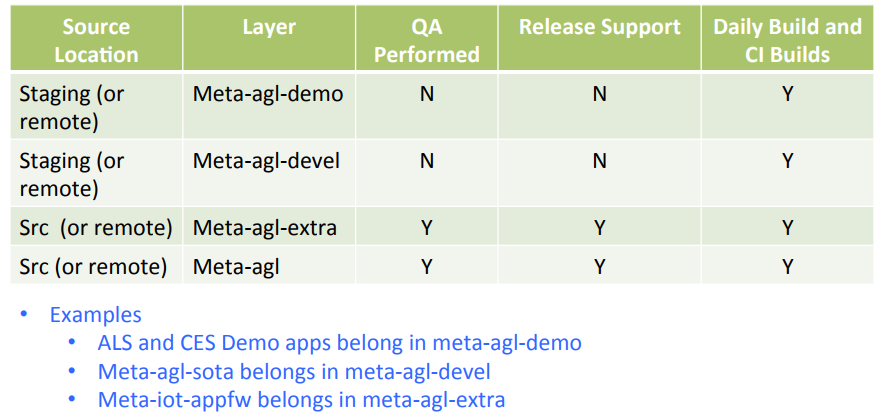 Source Location Layer QA Performed Release Support Daily Build and CI Builds
Staging (or remote) Meta-agl-demo N N Y
Staging (or remote) Meta-agl-devel N N Y
Src (or remote) Meta-agl-extra Y Y Y
Src (or remote) Meta-agl Y Y Y
• Examples
• ALS and CES Demo apps belong in meta-agl-demo
• Meta-agl-sota belongs in meta-agl-devel
• Meta-iot-appfw belongs in meta-agl-extra